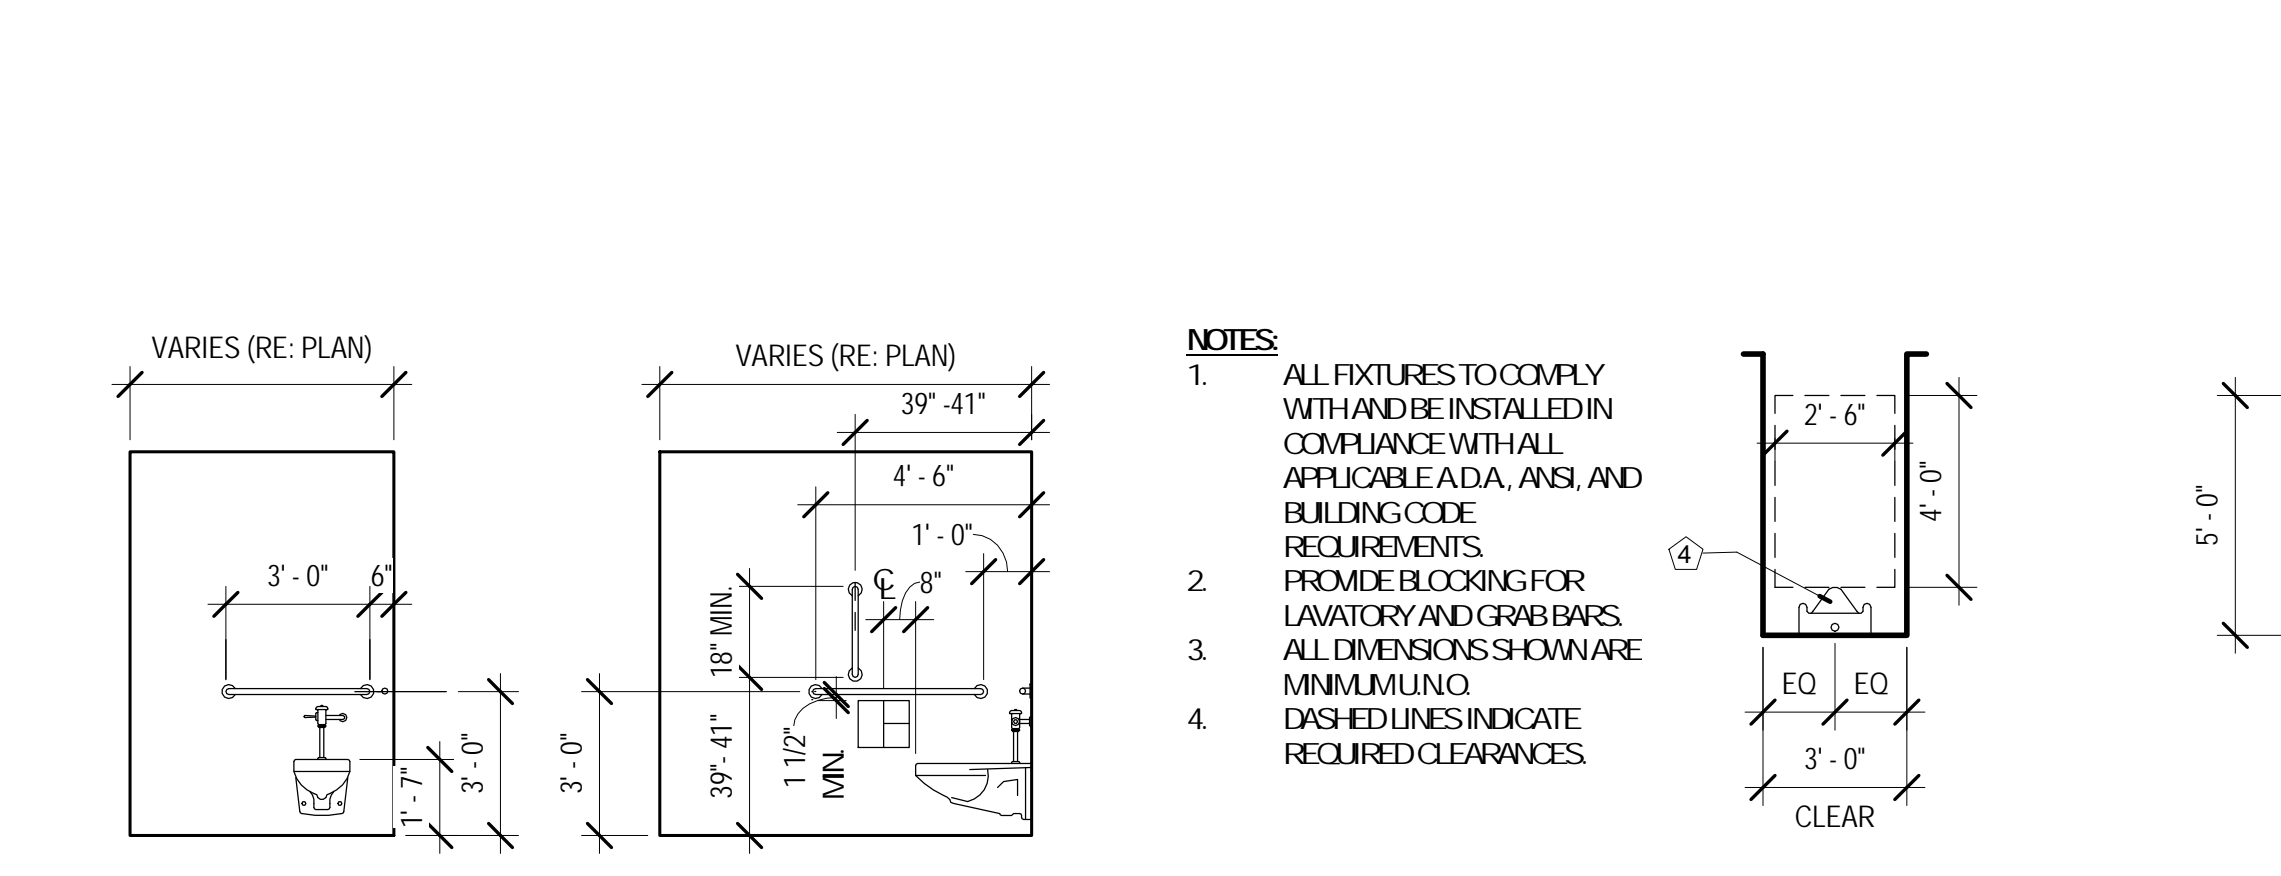 VARIES (RE: PLAN)
3' - 0"
6"
1' - 7"
3' - 0"
VARIES (RE: PLAN)
39" -41"
4' - 6"
1' - 0"
CL
8"
18" MIN.
3' - 0"
39"- 41"
1 1/2"
MIN.
NOTES:
1. ALL FIXTURES TO COMPLY
WITH AND BE INSTALLED IN
COMPLIANCE WITH ALL
APPLICABLE A.D.A., ANSI, AND
BUILDING CODE
REQUIREMENTS.
2. PROVIDE BLOCKING FOR
LAVATORY AND GRAB BARS.
3. ALL DIMENSIONS SHOWN ARE
MINIMUM U.N.O.
4. DASHED LINES INDICATE
REQUIRED CLEARANCES.
2' - 6"
4' - 0"
4
EQ EQ
3' - 0"
CLEAR
5' - 0"